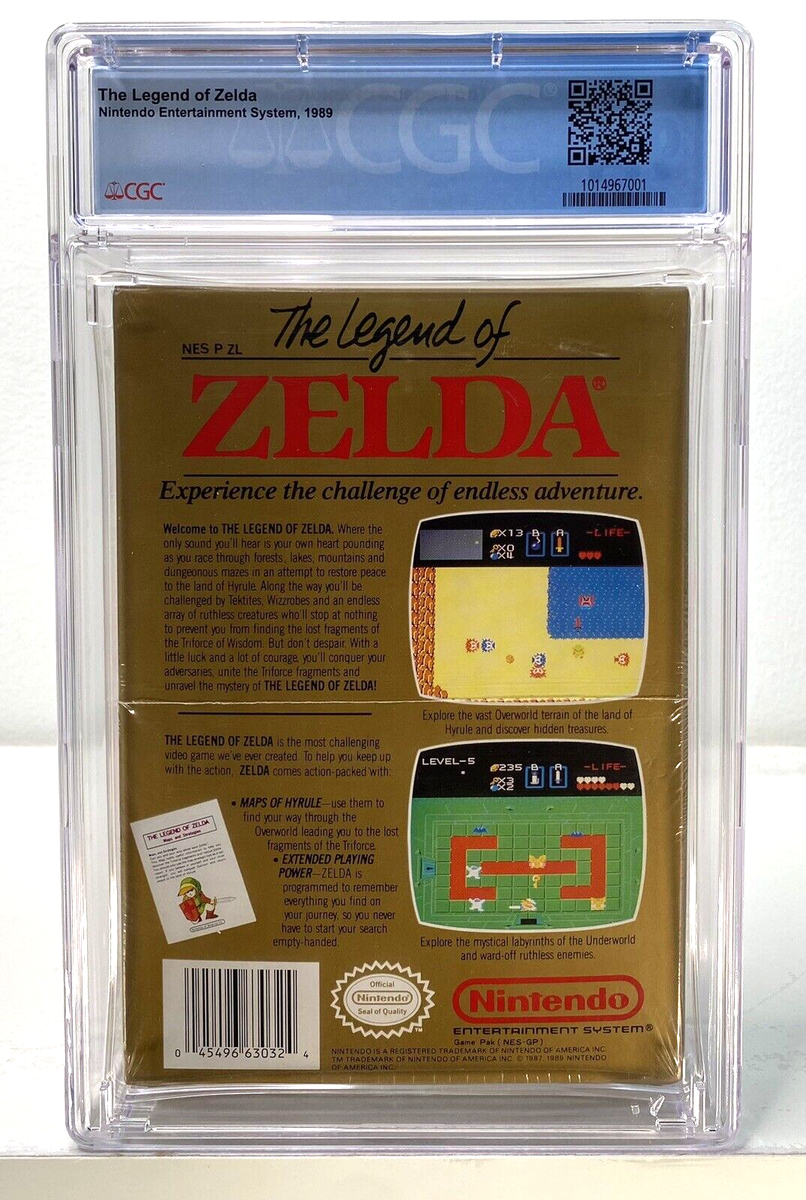 The Legend of Zelda
Nintendo Entertainment System, 1989
CGC®
CGC
1014967001
The Legend of
NES P ZL
ZELDA®
Experience the challenge of endless adventure.
Welcome to THE LEGEND OF ZELDA. Where the
only sound you'll hear is your own heart pounding
as you race through forests, lakes, mountains and
dungeonous mazes in an attempt to restore peace
to the land of Hyrule. Along the way you'll be
challenged by Tektites, Wizzrobes and an endless
array of ruthless creatures who'll stop at nothing
to prevent you from finding the lost fragments of
the Triforce of Wisdom. But don't despair. With a
little luck and a lot of courage, you'll conquer your
adversaries, unite the Triforce fragments and
unravel the mystery of THE LEGEND OF ZELDA!
X13 B A -LIFE-
X0
X4
Explore the vast Overworld terrain of the land of
Hyrule and discover hidden treasures.
THE LEGEND OF ZELDA is the most challenging
video game we've ever created. To help you keep up
with the action, ZELDA comes action-packed with:
• MAPS OF HYRULE—use them to
find your way through the
Overworld leading you to the lost
fragments of the Triforce.
• EXTENDED PLAYING
POWER—ZELDA is
programmed to remember
everything you find on
your journey, so you never
have to start your search
empty-handed.
THE LEGEND OF ZELDA
Maps and Strategies
LEVEL-5
235 B A -LIFE-
X3
X2
Explore the mystical labyrinths of the Underworld
and ward-off ruthless enemies.
0 45496 63032 4
Official
Nintendo®
Seal of Quality
TM
Nintendo®
ENTERTAINMENT SYSTEM®
Game Pak (NES-GP)
NINTENDO IS A REGISTERED TRADEMARK OF NINTENDO OF AMERICA INC.
TM TRADEMARK OF NINTENDO OF AMERICA INC. © 1987, 1989 NINTENDO
OF AMERICA INC.